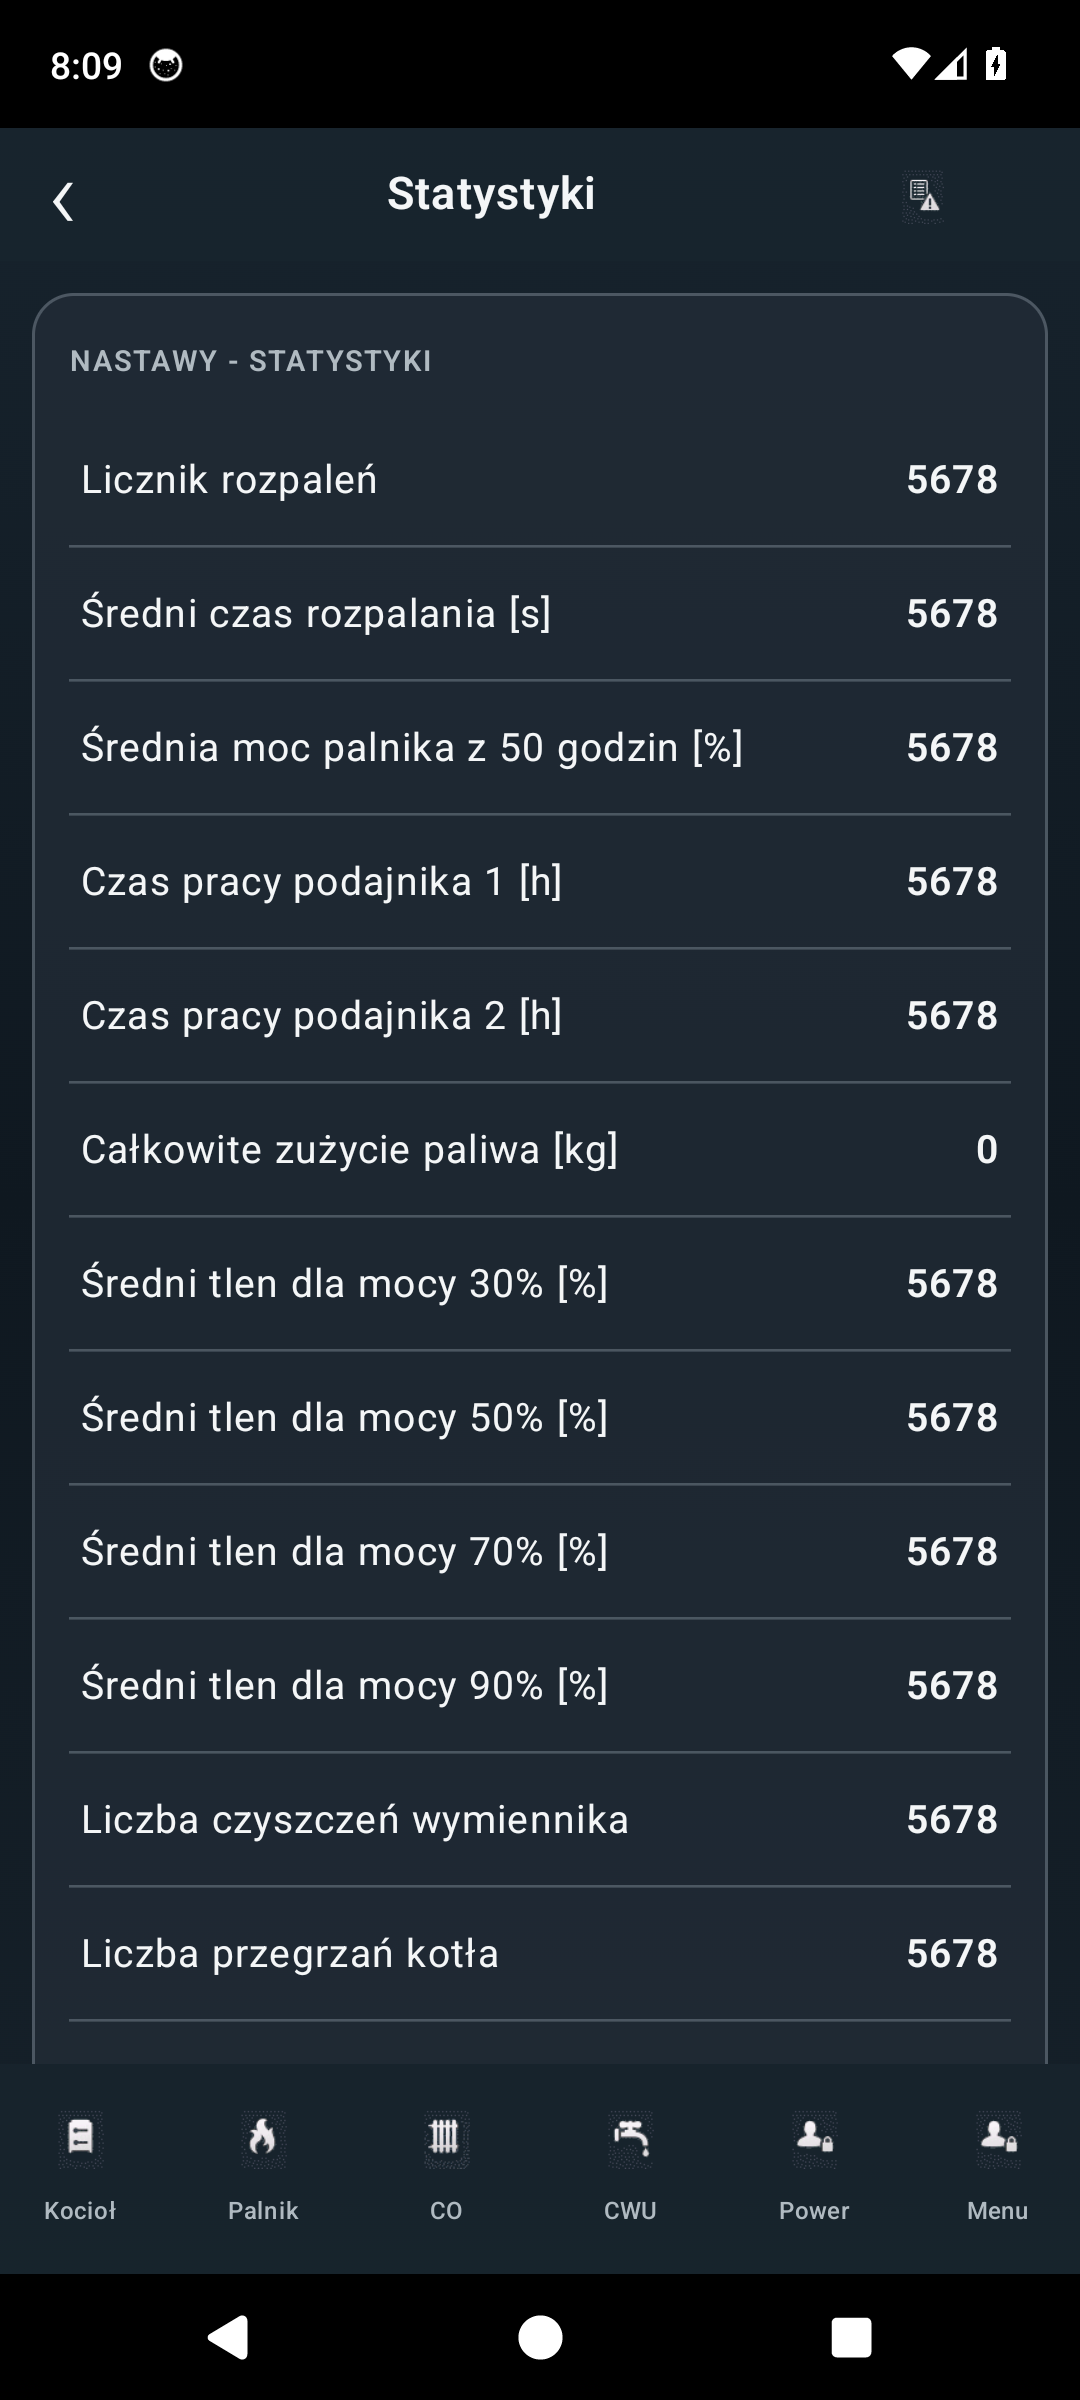 8:09
Statystyki
NASTAWY - STATYSTYKI
Licznik rozpaleń 5678
Średni czas rozpalania [s] 5678
Średnia moc palnika z 50 godzin [%] 5678
Czas pracy podajnika 1 [h] 5678
Czas pracy podajnika 2 [h] 5678
Całkowite zużycie paliwa [kg] 0
Średni tlen dla mocy 30% [%] 5678
Średni tlen dla mocy 50% [%] 5678
Średni tlen dla mocy 70% [%] 5678
Średni tlen dla mocy 90% [%] 5678
Liczba czyszczeń wymiennika 5678
Liczba przegrzań kotła 5678
Kocioł Palnik CO CWU Power Menu